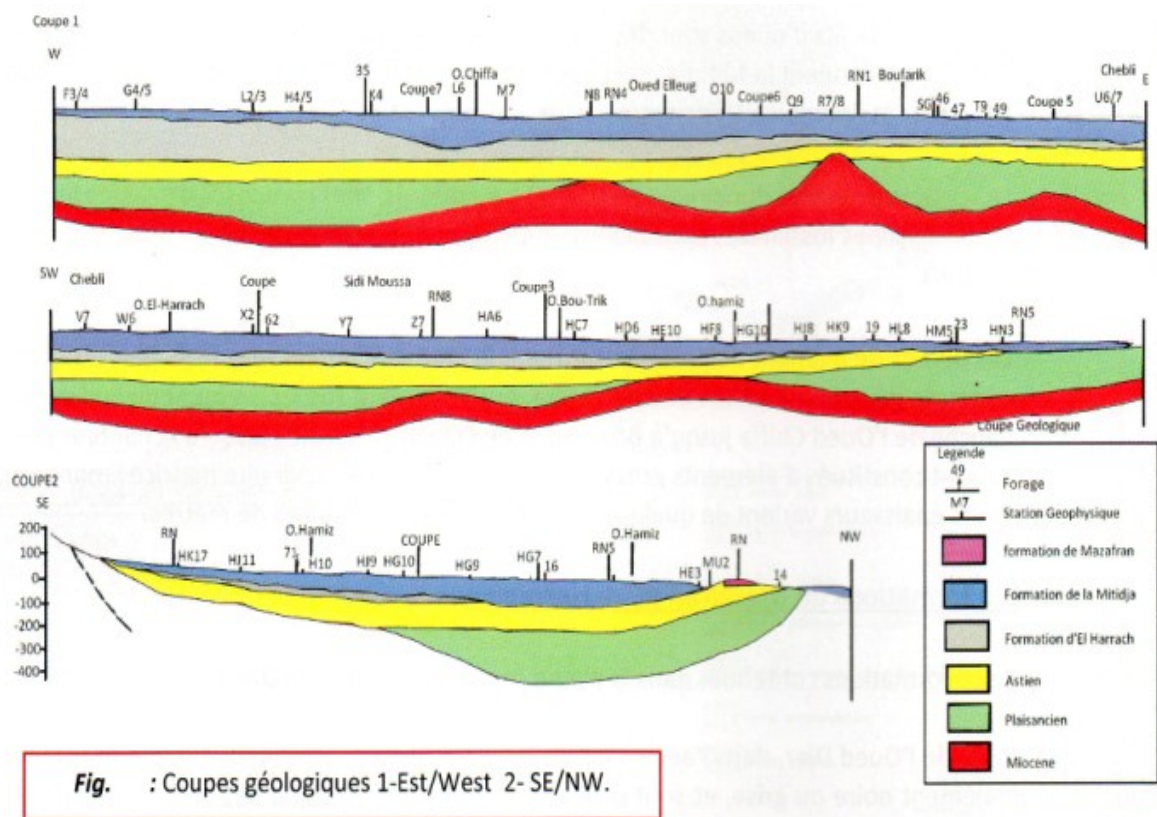 Coupe 1
W
F3/4 G4/5 L2/3 H4/5 35 K4 Coupe7 L6 O.Chiffa M7 N8 RN4 Oued Elleug O10 Coupe6 Q9 R7/8 RN1 Boufarik SG 46 47 T9 49 Coupe 5 Chebli U6/7 E
SW
Chebli Coupe Sidi Moussa Coupe3
V7 W6 O.El-Harrach X2 62 Y7 Z7 RN8 HA6 O.Bou-Trik HC7 HD6 HE10 HF8 O.hamiz HG10 HJ8 HK9 19 HL8 HM5 23 HN3 RN5
Coupe Geologique
COUPE2
SE
RN HK17 HJ11 71 O.Hamiz H10 HJ9 HG10 COUPE HG9 HG7 16 RN5 O.Hamiz HE3 MU2 RN 14 NW
200
100
0
-100
-200
-300
-400
Legende
49
Forage
M7
Station Geophysique
formation de Mazafran
Formation de la Mitidja
Formation d'El Harrach
Astien
Plaisancien
Miocene
Fig. : Coupes géologiques 1-Est/West 2- SE/NW.